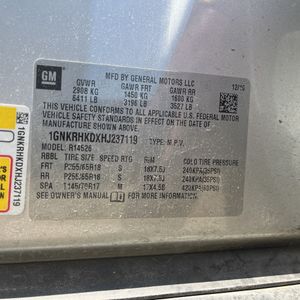 GM
MFD BY GENERAL MOTORS LLC
GVWR GAWR FRT GAWR RR 12/16
2908 KG 1450 KG 1600 KG
6411 LB 3196 LB 3527 LB
THIS VEHICLE CONFORMS TO ALL APPLICABLE U.S. FEDERAL
MOTOR VEHICLE SAFETY STANDARDS IN EFFECT
ON THE DATE OF MANUFACTURE SHOWN ABOVE.
1GNKRHKDXHJ237119 TYPE: M.P.V.
MODEL: R14526
TIRE SIZE SPEED RTG RIM COLD TIRE PRESSURE
FRT P255/65R18 S 18X7.5J 240KPA(35PSI)
RR P255/65R18 S 18X7.5J 240KPA(35PSI)
SPA T145/70R17 M 17X4.5B 420KPA(60PSI)
SEE OWNER'S MANUAL FOR MORE INFORMATION.
1GNKRHKDXHJ237119